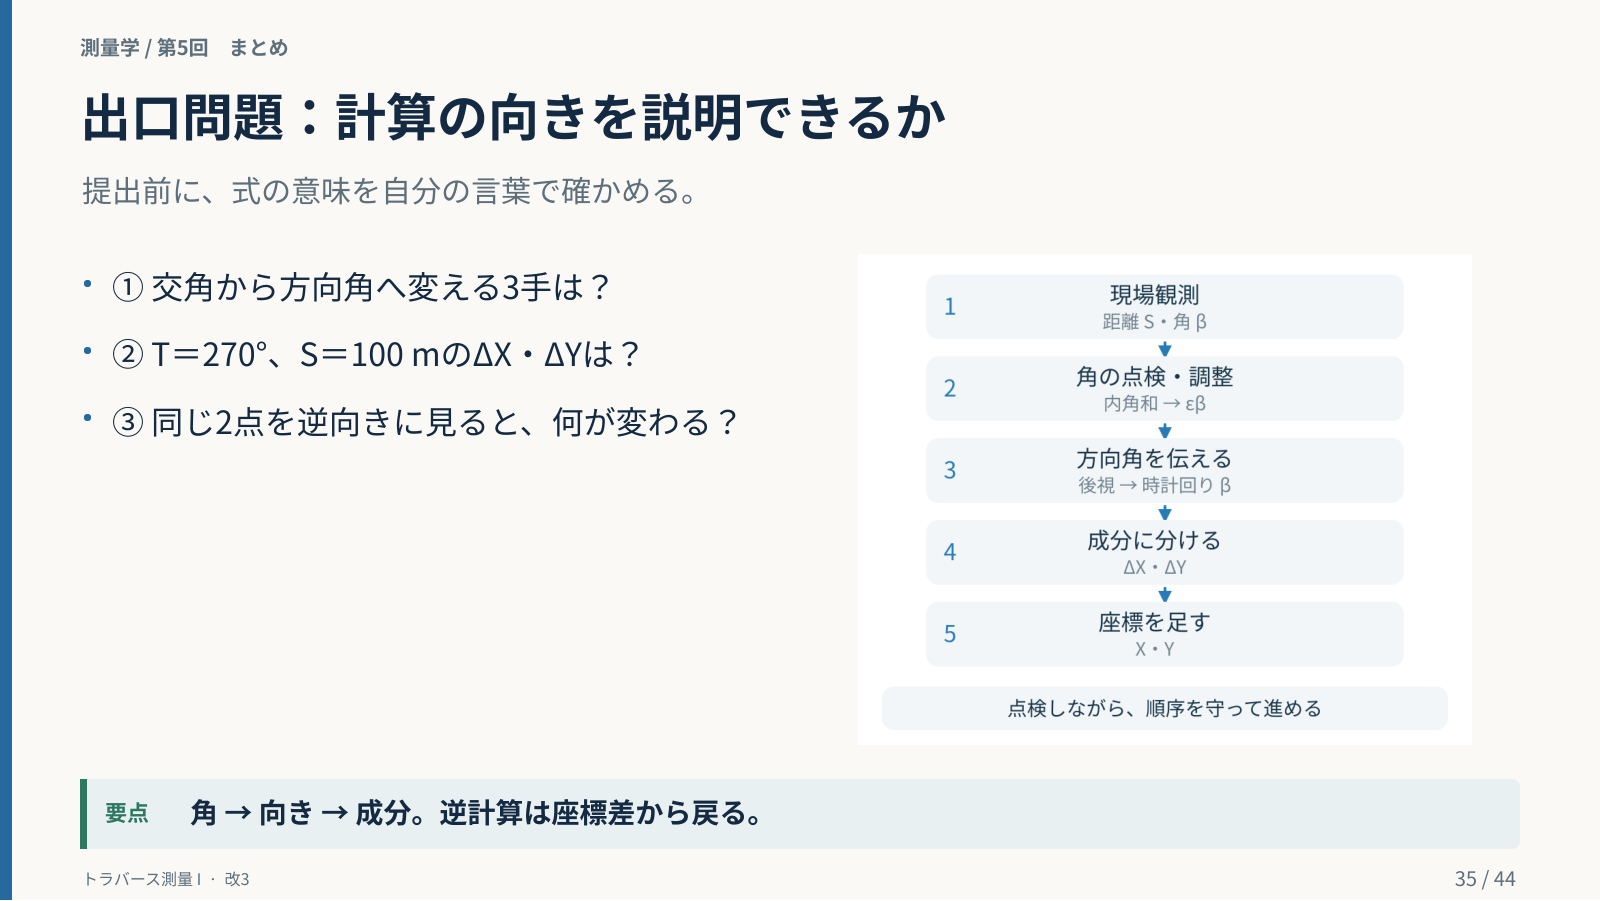 測量学 / 第5回　まとめ
出口問題：計算の向きを説明できるか
提出前に、式の意味を自分の言葉で確かめる。
• ① 交角から方向角へ変える3手は？
• ② T＝270°、S＝100 mのΔX・ΔYは？
• ③ 同じ2点を逆向きに見ると、何が変わる？
1
現場観測
距離 S・角 β
2
角の点検・調整
内角和 → εβ
3
方向角を伝える
後視 → 時計回り β
4
成分に分ける
ΔX・ΔY
5
座標を足す
X・Y
点検しながら、順序を守って進める
要点　角 → 向き → 成分。逆計算は座標差から戻る。
トラバース測量 I · 改3
35 / 44